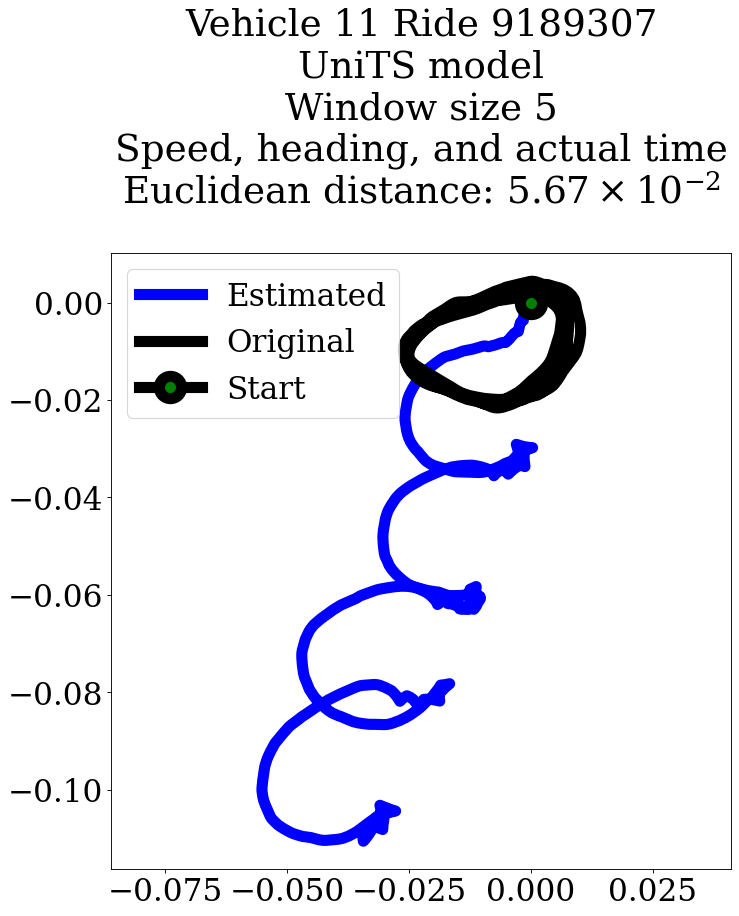 Vehicle 11 Ride 9189307
UniTS model
Window size 5
Speed, heading, and actual time
Euclidean distance: 5.67 × 10⁻²
Estimated
Original
Start
0.00
−0.02
−0.04
−0.06
−0.08
−0.10
−0.075 −0.050 −0.025 0.000 0.025